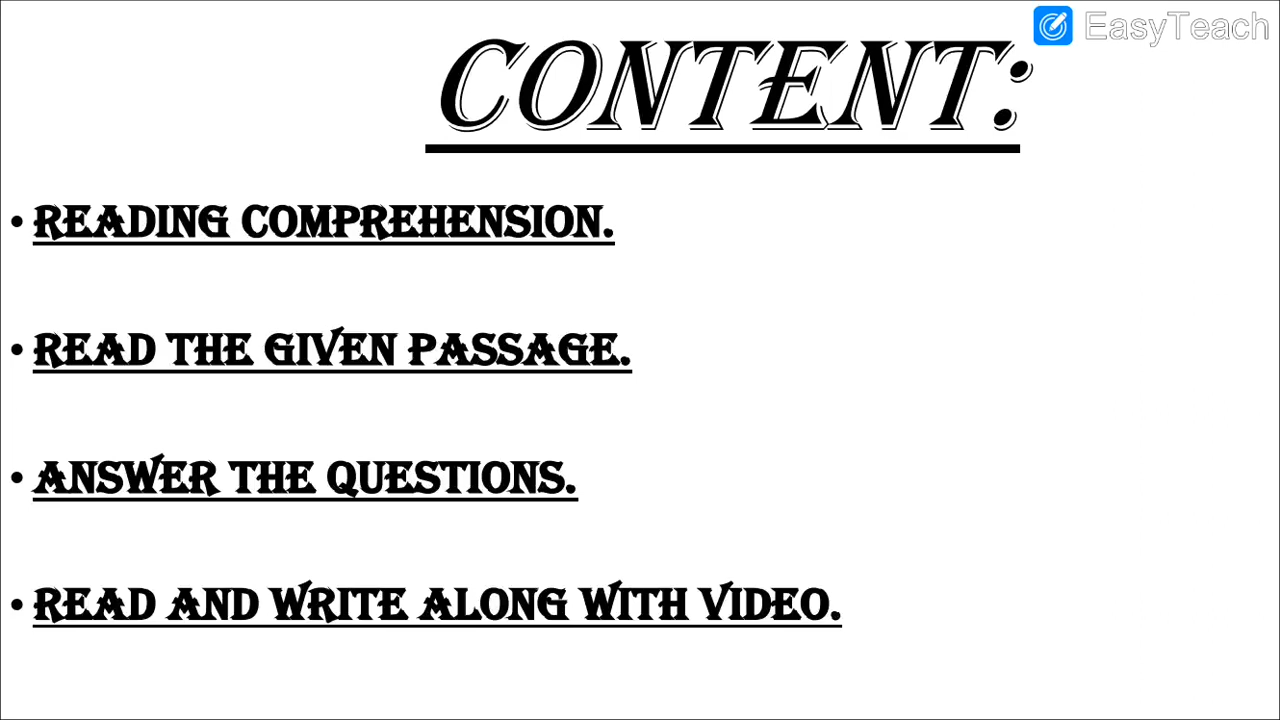 EasyTeach
CONTENT:
• READING COMPREHENSION.
• READ THE GIVEN PASSAGE.
• ANSWER THE QUESTIONS.
• READ AND WRITE ALONG WITH VIDEO.